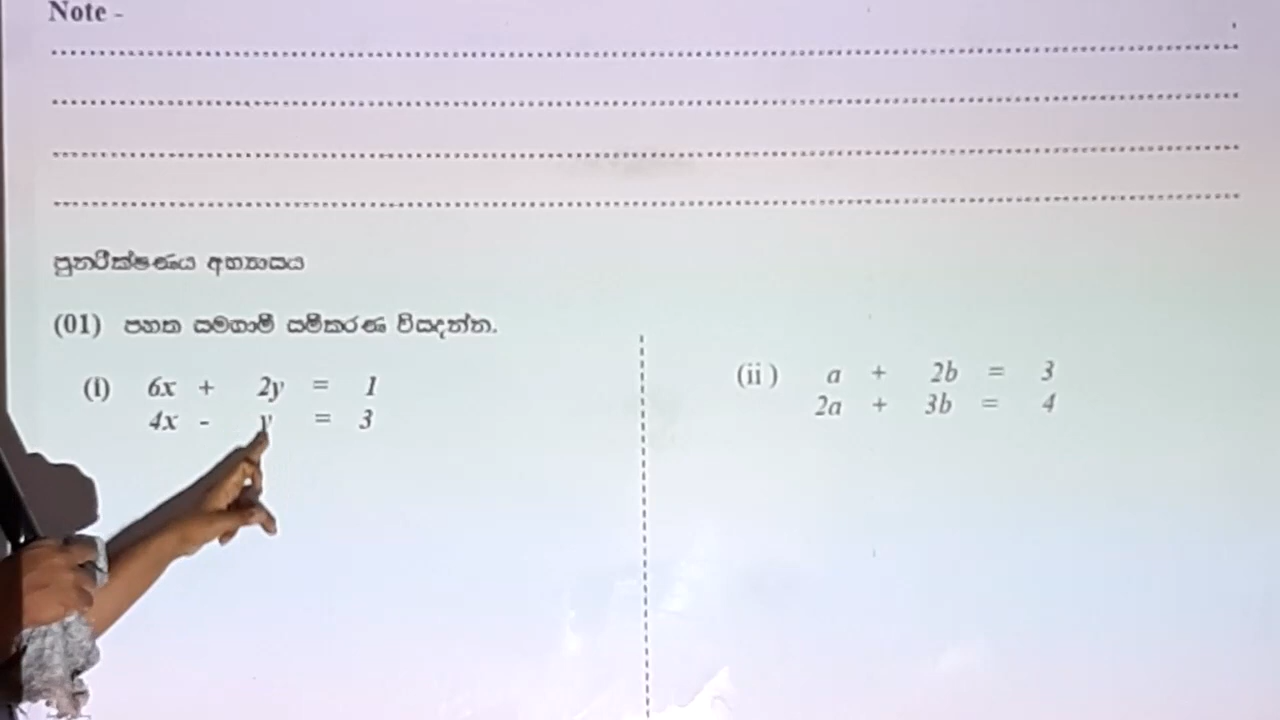 Note -
පුනරීක්ෂණය අභ්‍යාසය
(01) පහත සමගාමී සමීකරණ විසදන්න.
(i) 6x + 2y = 1
4x - y = 3
(ii) a + 2b = 3
2a + 3b = 4